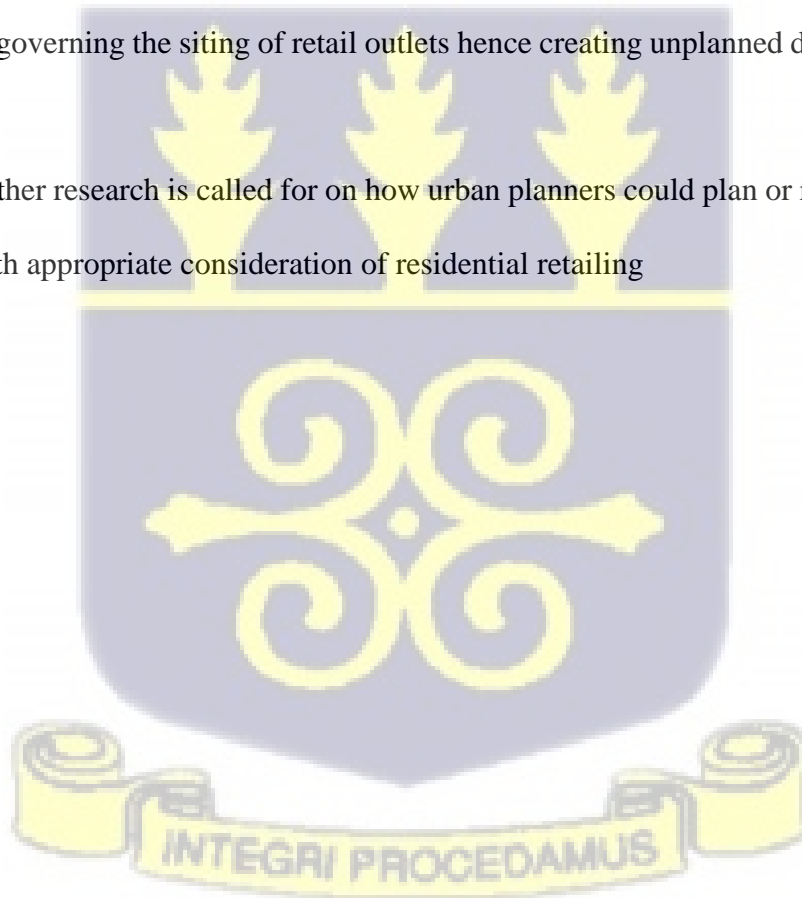 governing the siting of retail outlets hence creating unplanned
research is called for on how urban planners could plan or
appropriate consideration of residential retailing
INTEGRI PROCEDAMUS